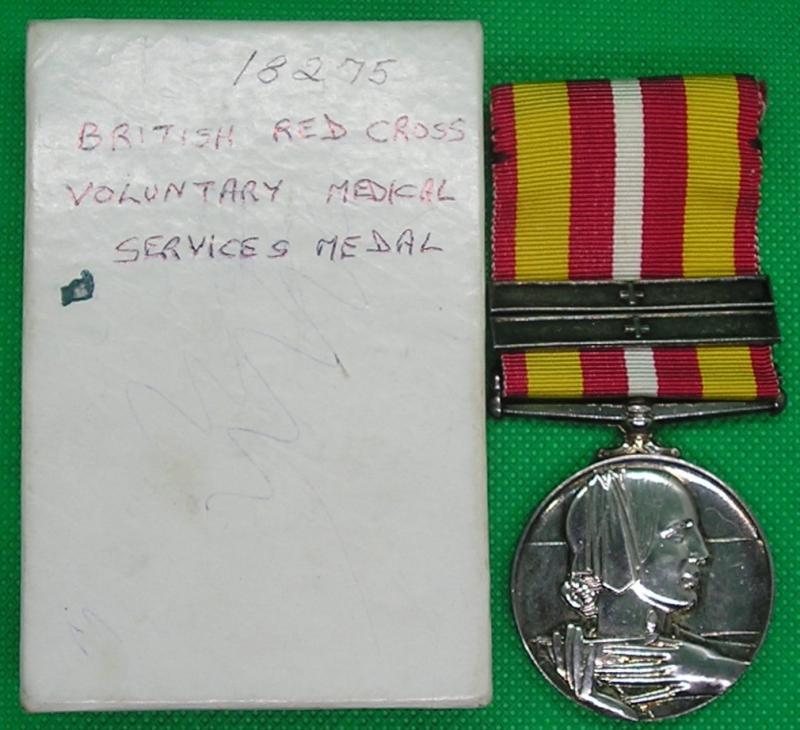 18275
BRITISH RED CROSS
VOLUNTARY MEDICAL
SERVICES MEDAL